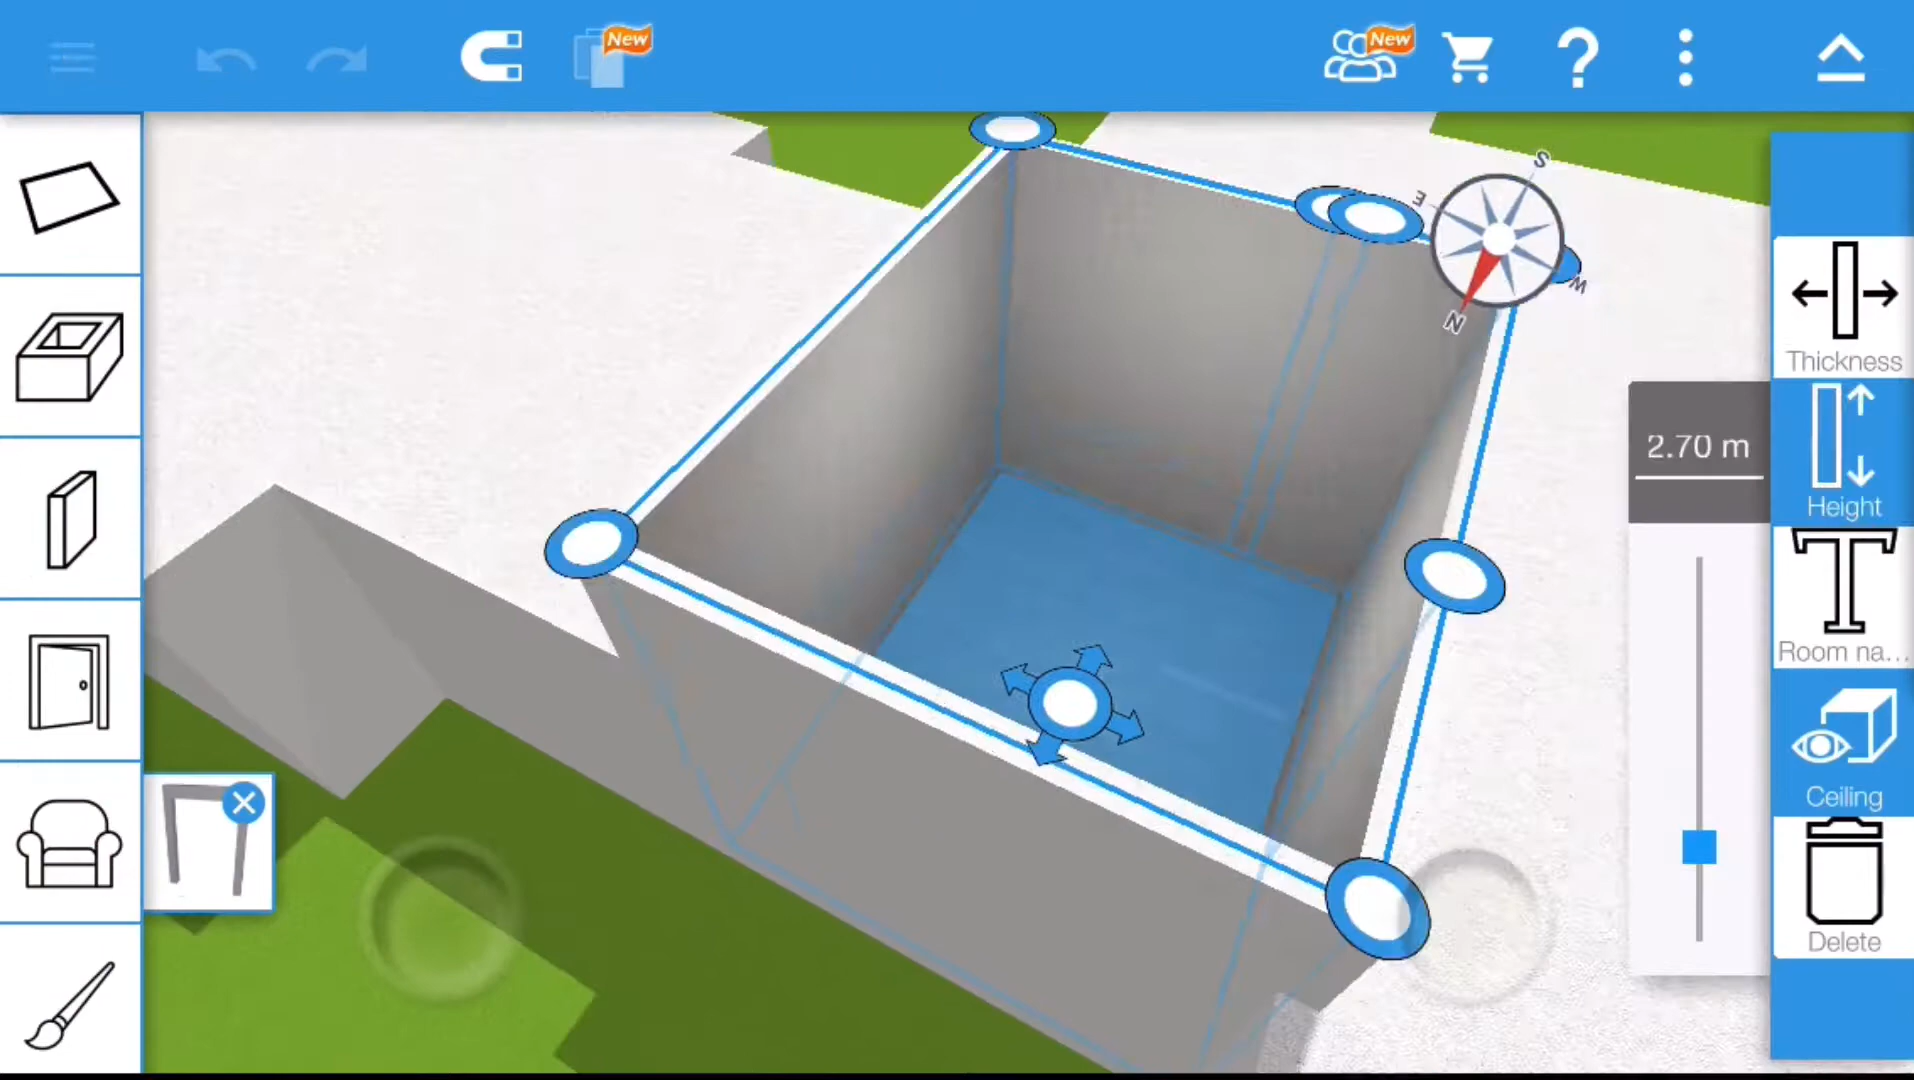 New
New
S
E
W
N
Thickness
2.70 m
Height
Room na...
Ceiling
Delete